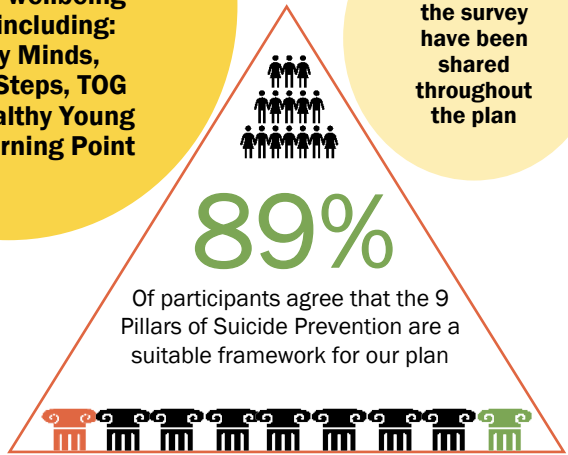 wellbeing
including:
y Minds,
Steps, TOG
althy Young
rning Point
the survey
have been
shared
throughout
the plan
89%
Of participants agree that the 9
Pillars of Suicide Prevention are a
suitable framework for our plan